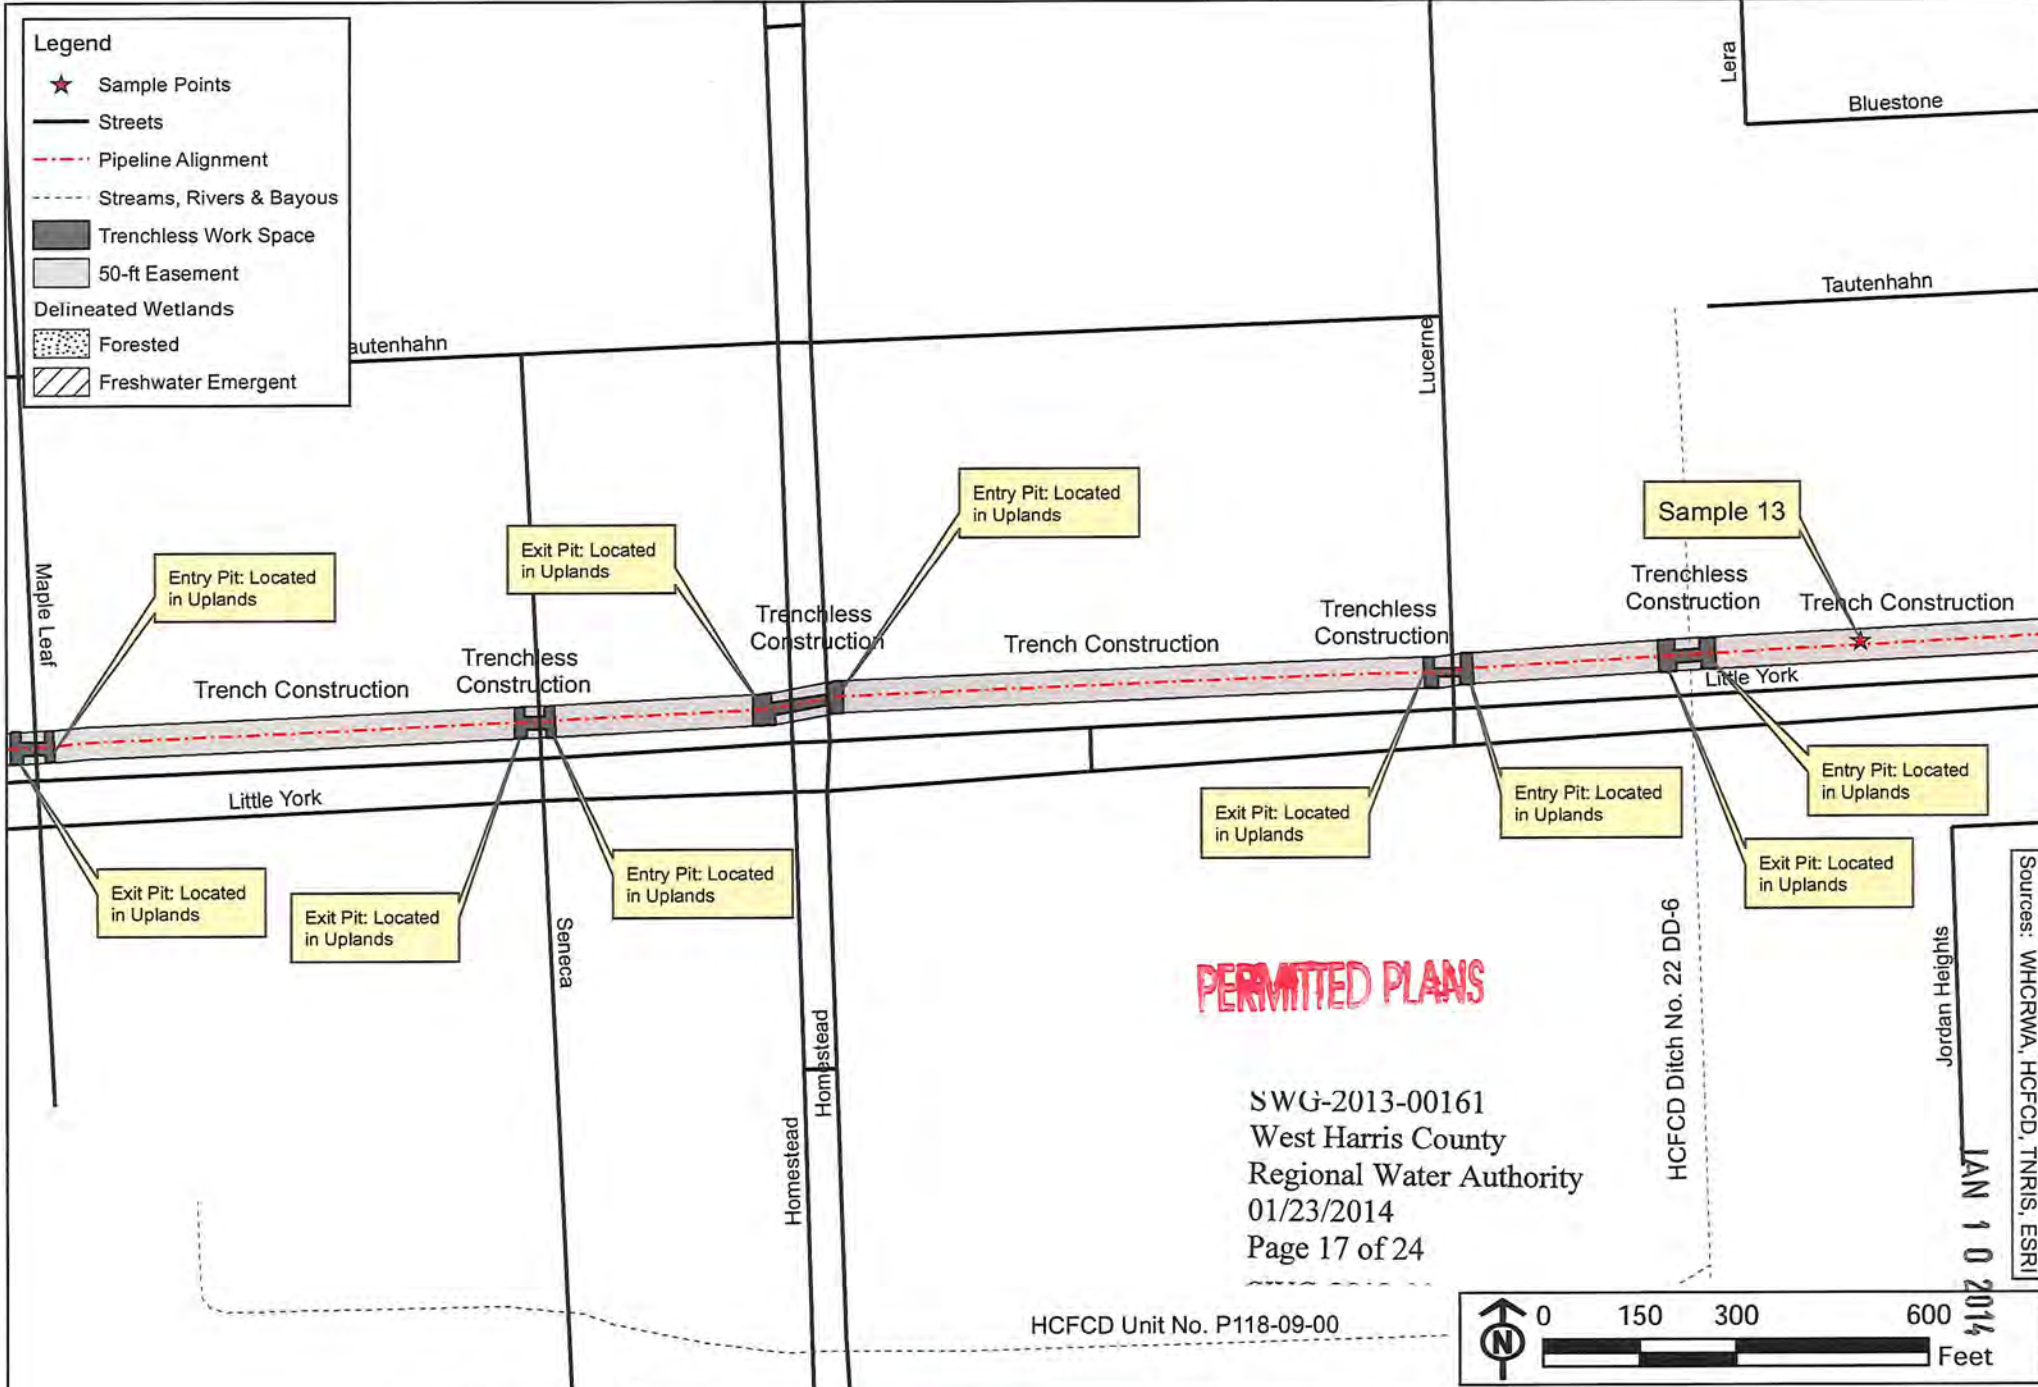 Legend
Sample Points
Streets
Pipeline Alignment
Streams, Rivers & Bayous
Trenchless Work Space
50-ft Easement
Delineated Wetlands
Forested
Freshwater Emergent
Lera
Bluestone
Tautenhahn
autenhahn
Lucerne
Entry Pit: Located
in Uplands
Sample 13
Exit Pit: Located
in Uplands
Entry Pit: Located
in Uplands
Maple Leaf
Trenchless
Construction
Trench Construction
Trenchless
Construction
Trenchless
Construction
Trench Construction
Trenchless
Construction
Trench Construction
Little York
Little York
Entry Pit: Located
in Uplands
Entry Pit: Located
in Uplands
Exit Pit: Located
in Uplands
Exit Pit: Located
in Uplands
Entry Pit: Located
in Uplands
Exit Pit: Located
in Uplands
Exit Pit: Located
in Uplands
Seneca
Homestead
Homestead
PERMITTED PLANS
HCFCD Ditch No. 22 DD-6
Jordan Heights
Sources: WHCRWA, HCFCD, TNRIS, ESRI
SWG-2013-00161
West Harris County
Regional Water Authority
01/23/2014
Page 17 of 24
JAN 10 2014
HCFCD Unit No. P118-09-00
N
0 150 300 600
Feet